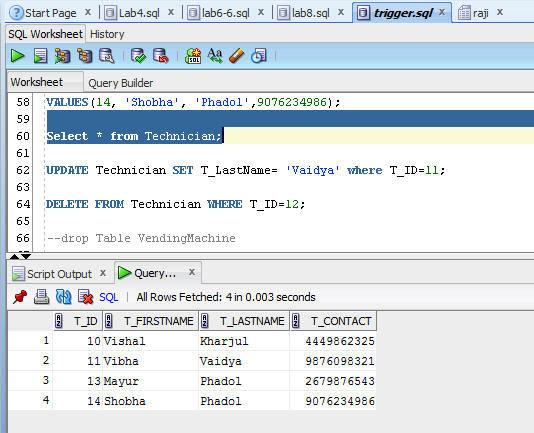 Start Page x Lab4.sql x lab6-6.sql x lab8.sql x trigger.sql x raji x
SQL Worksheet History
Worksheet Query Builder
58 VALUES(14, 'Shobha', 'Phadol',9076234986);
59
60 Select * from Technician;
61
62 UPDATE Technician SET T_LastName= 'Vaidya' where T_ID=11;
63
64 DELETE FROM Technician WHERE T_ID=12;
65
66 --drop Table VendingMachine
Script Output x Query... x
SQL | All Rows Fetched: 4 in 0.003 seconds
T_ID T_FIRSTNAME T_LASTNAME T_CONTACT
1 10 Vishal Kharjul 4449862325
2 11 Vibha Vaidya 9876098321
3 13 Mayur Phadol 2679876543
4 14 Shobha Phadol 9076234986